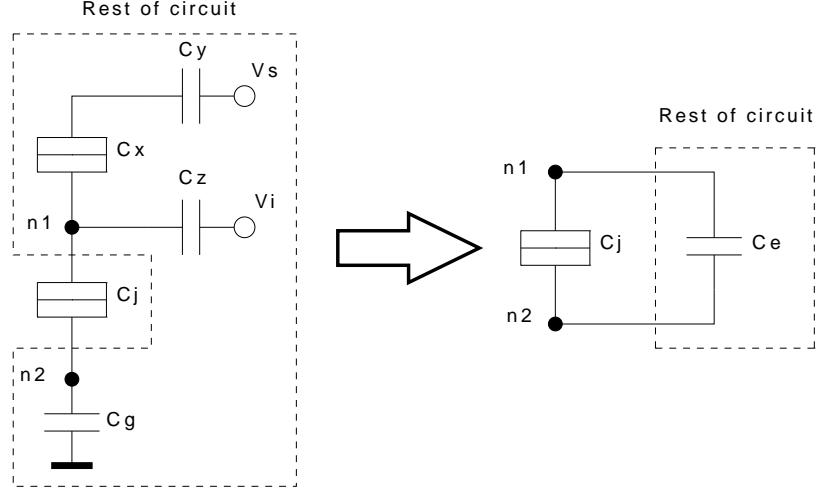 Rest of circuit
Cy
Vs
Cx
Cz
Vi
n1
Cj
n2
Cg
Rest of circuit
n1
Cj
Ce
n2